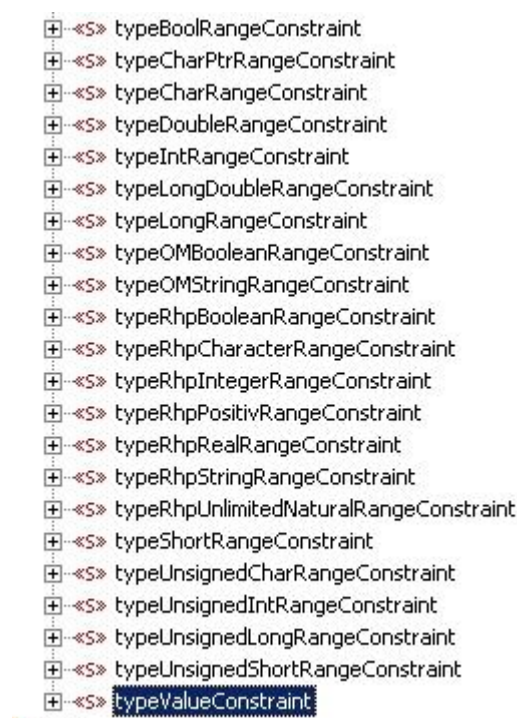 «S» typeBoolRangeConstraint
«S» typeCharPtrRangeConstraint
«S» typeCharRangeConstraint
«S» typeDoubleRangeConstraint
«S» typeIntRangeConstraint
«S» typeLongDoubleRangeConstraint
«S» typeLongRangeConstraint
«S» typeOMBooleanRangeConstraint
«S» typeOMStringRangeConstraint
«S» typeRhpBooleanRangeConstraint
«S» typeRhpCharacterRangeConstraint
«S» typeRhpIntegerRangeConstraint
«S» typeRhpPositivRangeConstraint
«S» typeRhpRealRangeConstraint
«S» typeRhpStringRangeConstraint
«S» typeRhpUnlimitedNaturalRangeConstraint
«S» typeShortRangeConstraint
«S» typeUnsignedCharRangeConstraint
«S» typeUnsignedIntRangeConstraint
«S» typeUnsignedLongRangeConstraint
«S» typeUnsignedShortRangeConstraint
«S» typeValueConstraint